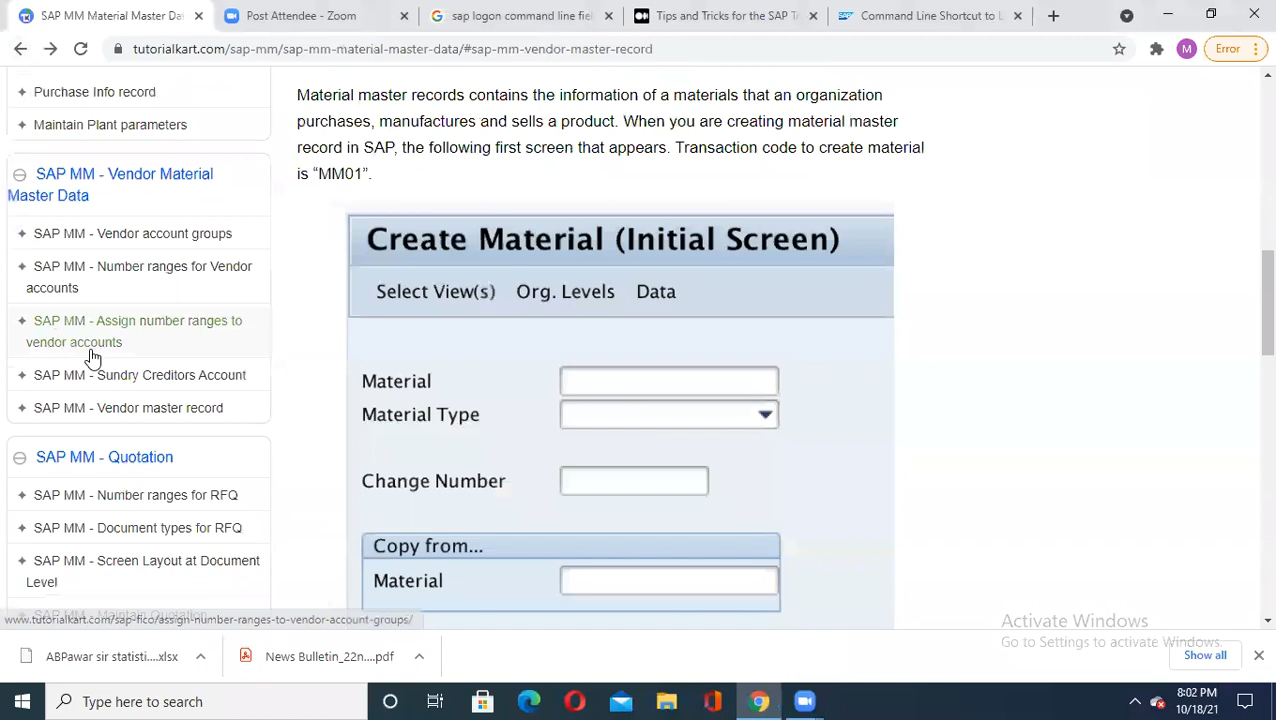 SAP MM Material Master Da
Post Attendee - Zoom
sap logon command line fiel
Tips and Tricks for the SAP T
Command Line Shortcut to L
tutorialkart.com/sap-mm/sap-mm-material-master-data/#sap-mm-vendor-master-record
M
Error
Purchase Info record
Maintain Plant parameters
SAP MM - Vendor Material
Master Data
SAP MM - Vendor account groups
SAP MM - Number ranges for Vendor
accounts
SAP MM - Assign number ranges to
vendor accounts
SAP MM - Sundry Creditors Account
SAP MM - Vendor master record
SAP MM - Quotation
SAP MM - Number ranges for RFQ
SAP MM - Document types for RFQ
SAP MM - Screen Layout at Document
Level
SAP MM - Maintain Quotation
www.tutorialkart.com/sap-fico/assign-number-ranges-to-vendor-account-groups/
Material master records contains the information of a materials that an organization
purchases, manufactures and sells a product. When you are creating material master
record in SAP, the following first screen that appears. Transaction code to create material
is “MM01”.
Create Material (Initial Screen)
Select View(s) Org. Levels Data
Material
Material Type
Change Number
Copy from...
Material
Activate Windows
Go to Settings to activate Windows.
ABPawar sir statisti....xlsx
News Bulletin_22n....pdf
Show all
Type here to search
8:02 PM
10/18/21